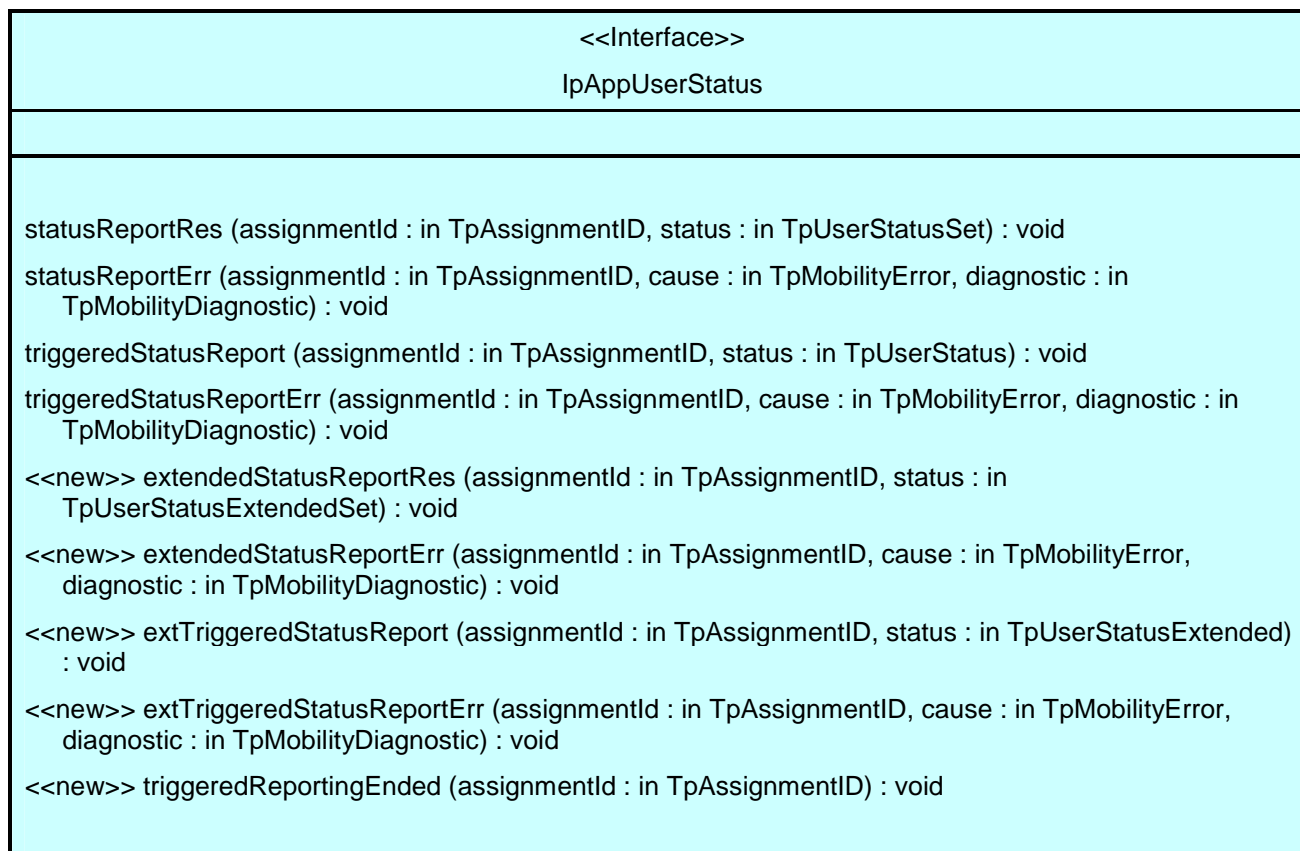 <<Interface>>
IpAppUserStatus
statusReportRes (assignmentId : in TpAssignmentID, status : in TpUserStatusSet) : void
statusReportErr (assignmentId : in TpAssignmentID, cause : in TpMobilityError, diagnostic : in
TpMobilityDiagnostic) : void
triggeredStatusReport (assignmentId : in TpAssignmentID, status : in TpUserStatus) : void
triggeredStatusReportErr (assignmentId : in TpAssignmentID, cause : in TpMobilityError, diagnostic : in
TpMobilityDiagnostic) : void
<<new>> extendedStatusReportRes (assignmentId : in TpAssignmentID, status : in
TpUserStatusExtendedSet) : void
<<new>> extendedStatusReportErr (assignmentId : in TpAssignmentID, cause : in TpMobilityError,
diagnostic : in TpMobilityDiagnostic) : void
<<new>> extTriggeredStatusReport (assignmentId : in TpAssignmentID, status : in TpUserStatusExtended)
: void
<<new>> extTriggeredStatusReportErr (assignmentId : in TpAssignmentID, cause : in TpMobilityError,
diagnostic : in TpMobilityDiagnostic) : void
<<new>> triggeredReportingEnded (assignmentId : in TpAssignmentID) : void